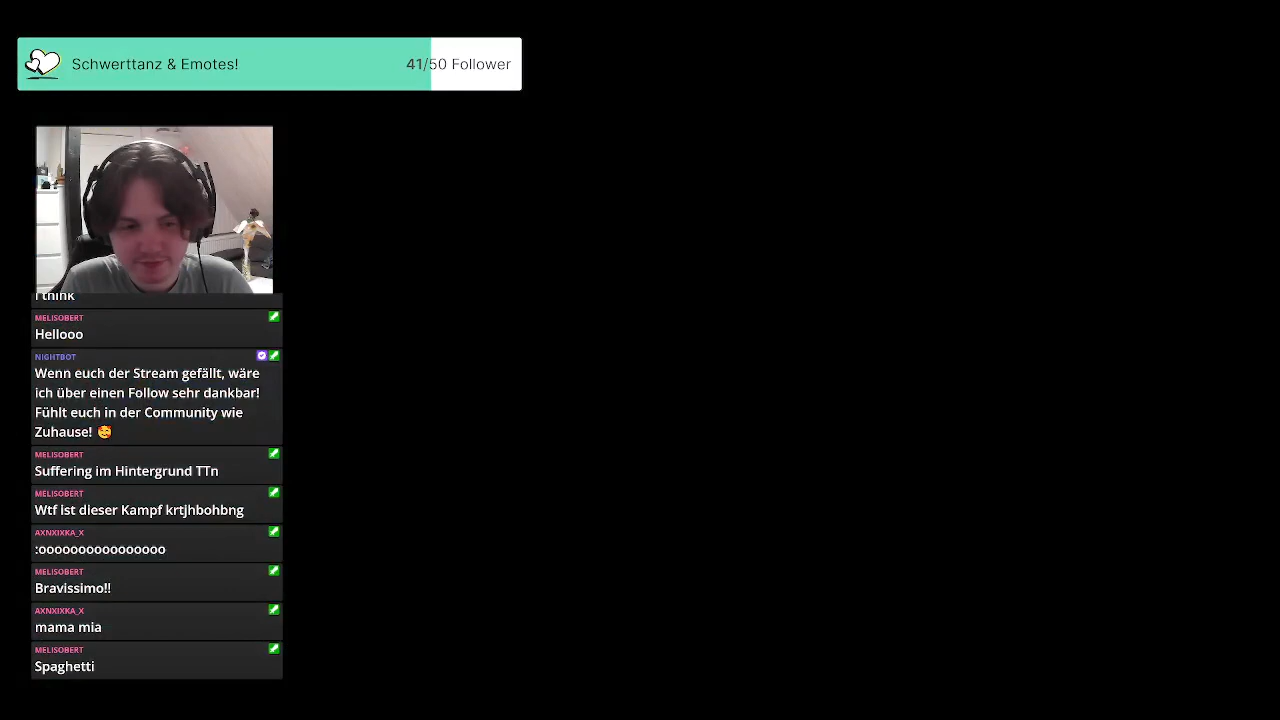 Schwerttanz & Emotes!
41/50 Follower
I think
MELISOBERT
Hellooo
NIGHTBOT
Wenn euch der Stream gefällt, wäre
ich über einen Follow sehr dankbar!
Fühlt euch in der Community wie
Zuhause! 🥰
MELISOBERT
Suffering im Hintergrund TTn
MELISOBERT
Wtf ist dieser Kampf krtjhbohbng
AXNXIXKA_X
:oooooooooooooooo
MELISOBERT
Bravissimo!!
AXNXIXKA_X
mama mia
MELISOBERT
Spaghetti